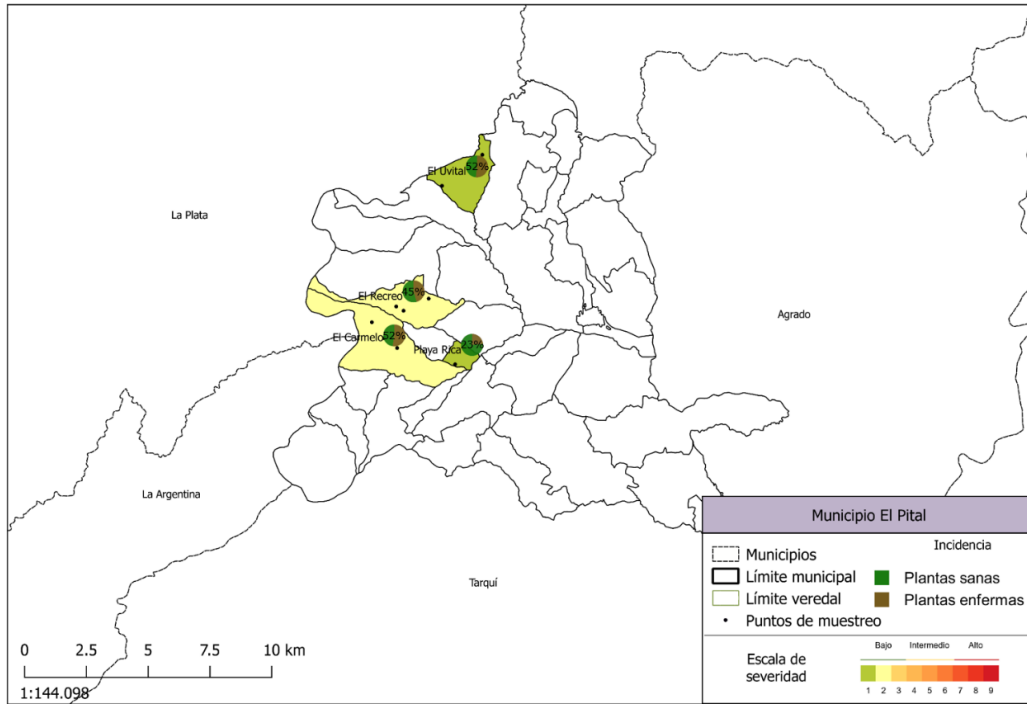 El Uvital 52%
La Plata
El Recreo 45%
Agrado
El Carmelo 52%
Playa Rica 23%
La Argentina
Tarquí
0 2.5 5 7.5 10 km
1:144.098
Municipio El Pital
Incidencia
Municipios
Límite municipal
Plantas sanas
Límite veredal
Plantas enfermas
Puntos de muestreo
Bajo Intermedio Alto
Escala de
severidad
1 2 3 4 5 6 7 8 9